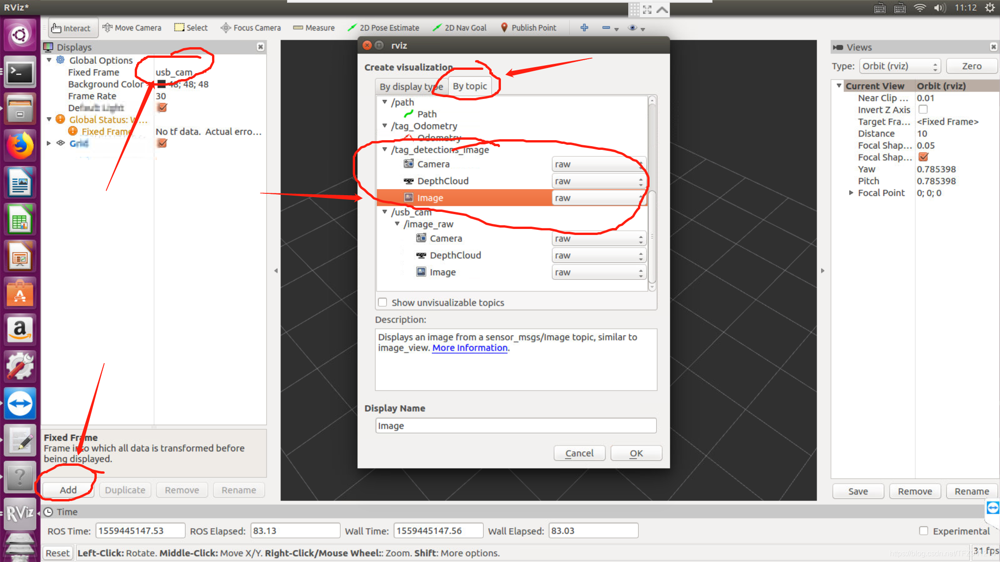 RViz*
11:12
Interact
Move Camera
Select
Focus Camera
Measure
2D Pose Estimate
2D Nav Goal
Publish Point
Displays
Global Options
Fixed Frame usb_cam
Background Color 48; 48; 48
Frame Rate 30
Default Light
Global Status: W...
Fixed Frame No tf data. Actual erro...
Grid
Fixed Frame
Frame into which all data is transformed before
being displayed.
Add Duplicate Remove Rename
rviz
Create visualization
By display type By topic
/path
Path
/tag_Odometry
Odometry
/tag_detections_image
Camera raw
DepthCloud raw
Image raw
/usb_cam
/image_raw
Camera raw
DepthCloud raw
Image raw
Show unvisualizable topics
Description:
Displays an image from a sensor_msgs/Image topic, similar to
image_view. More Information.
Display Name
Image
Cancel OK
Views
Type: Orbit (rviz) Zero
Current View Orbit (rviz)
Near Clip ... 0.01
Invert Z Axis
Target Fra... <Fixed Frame>
Distance 10
Focal Shap... 0.05
Focal Shap...
Yaw 0.785398
Pitch 0.785398
Focal Point 0; 0; 0
Save Remove Rename
RViz
Time
ROS Time: 1559445147.53 ROS Elapsed: 83.13 Wall Time: 1559445147.56 Wall Elapsed: 83.03 Experimental
Reset Left-Click: Rotate. Middle-Click: Move X/Y. Right-Click/Mouse Wheel:: Zoom. Shift: More options.
31 fps